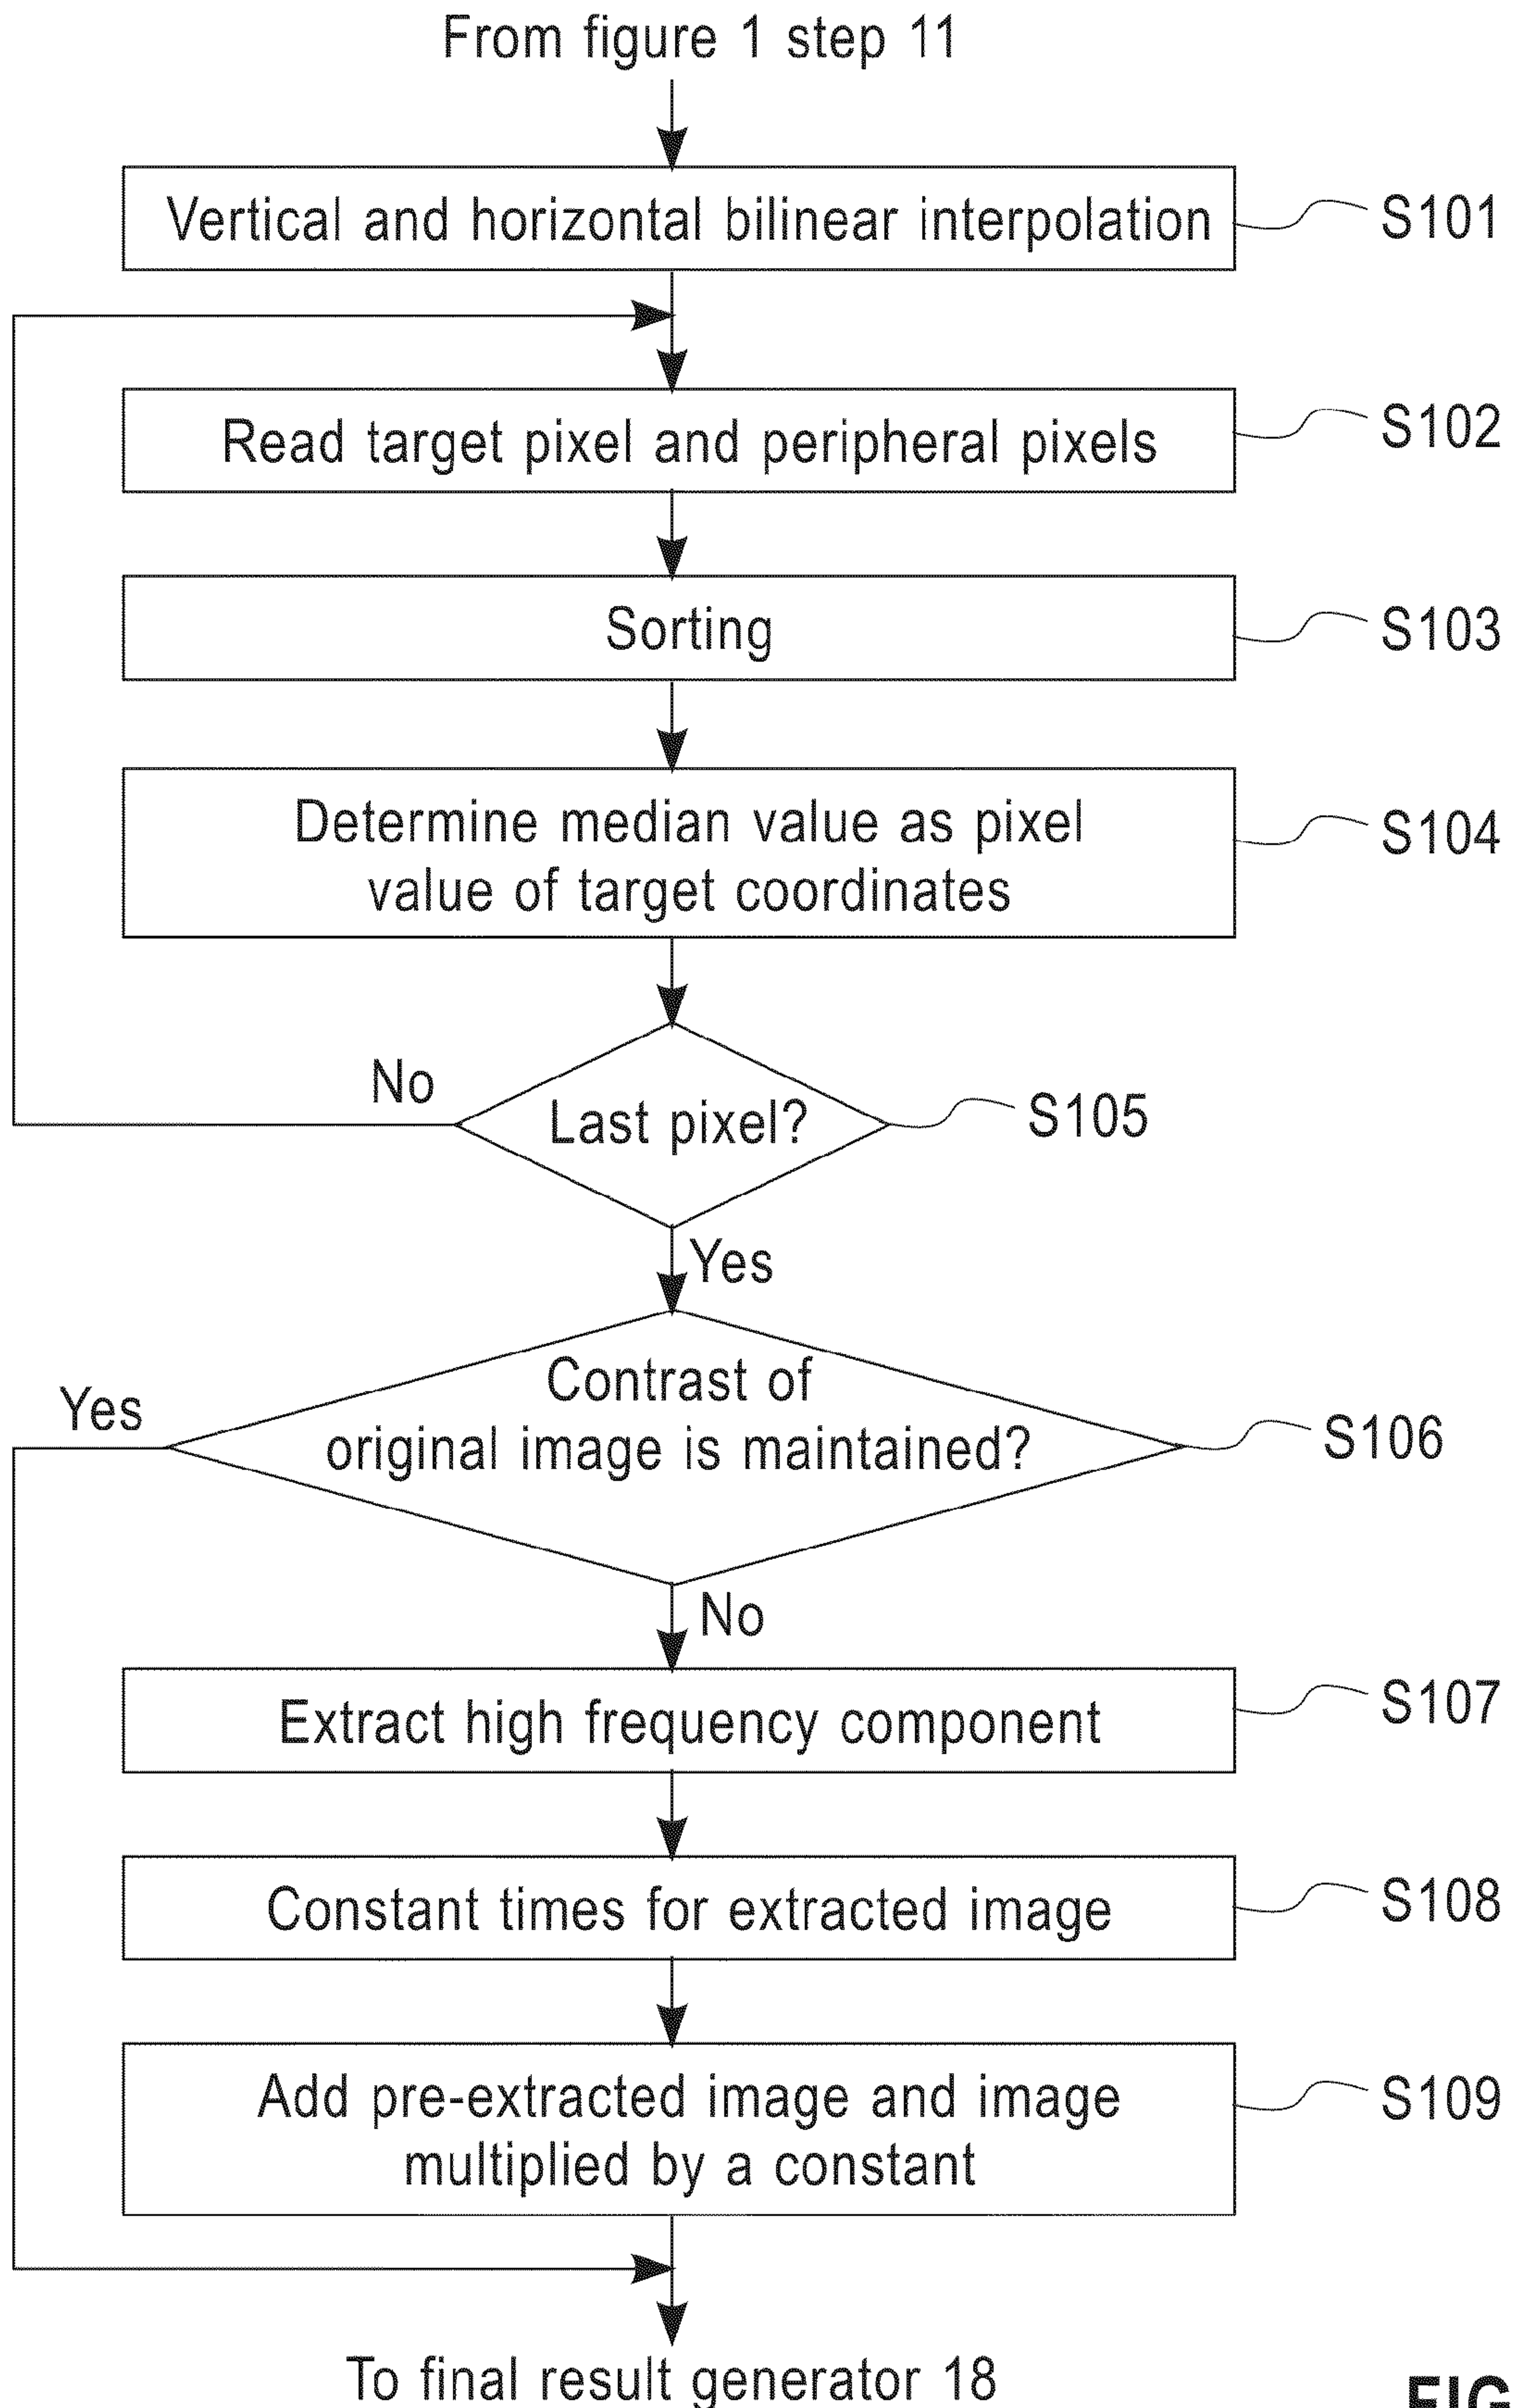 From figure 1 step 11
Vertical and horizontal bilinear interpolation
S101
Read target pixel and peripheral pixels
S102
Sorting
S103
Determine median value as pixel
value of target coordinates
S104
No
Last pixel?
S105
Yes
Yes
Contrast of
original image is maintained?
S106
No
Extract high frequency component
S107
Constant times for extracted image
S108
Add pre-extracted image and image
multiplied by a constant
S109
To final result generator 18
FIG